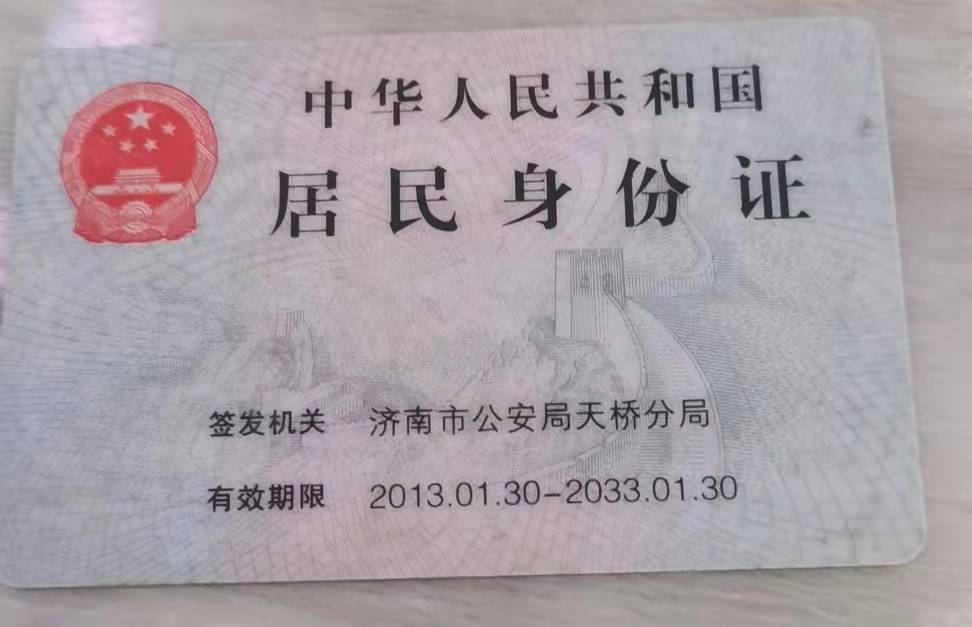 中华人民共和国
居民身份证
签发机关 济南市公安局天桥分局
有效期限 2013.01.30-2033.01.30